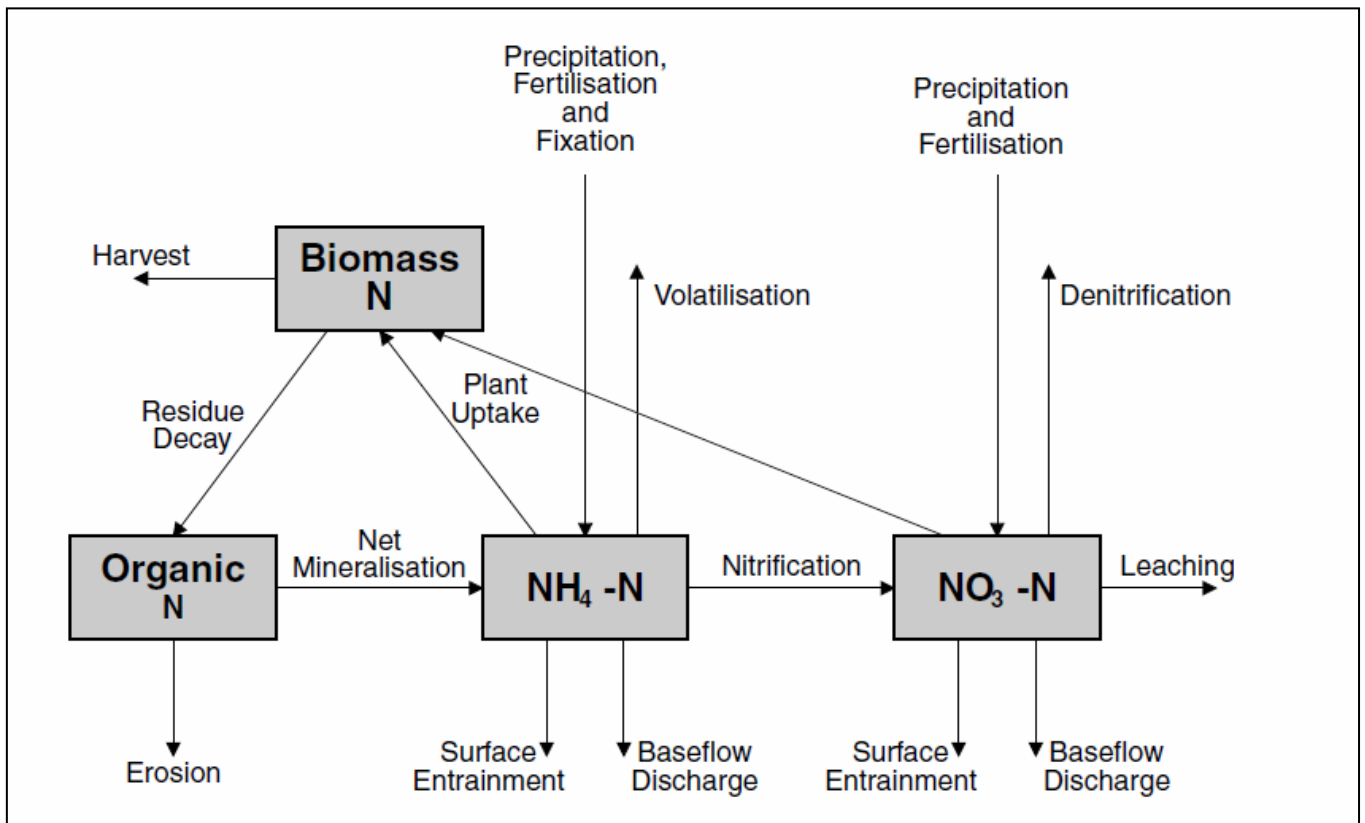 Precipitation,
Fertilisation
and
Fixation
Precipitation
and
Fertilisation
Harvest
Biomass
N
Volatilisation
Denitrification
Plant
Uptake
Residue
Decay
Organic
N
Net
Mineralisation
NH₄ -N
Nitrification
NO₃ -N
Leaching
Erosion
Surface
Entrainment
Baseflow
Discharge
Surface
Entrainment
Baseflow
Discharge